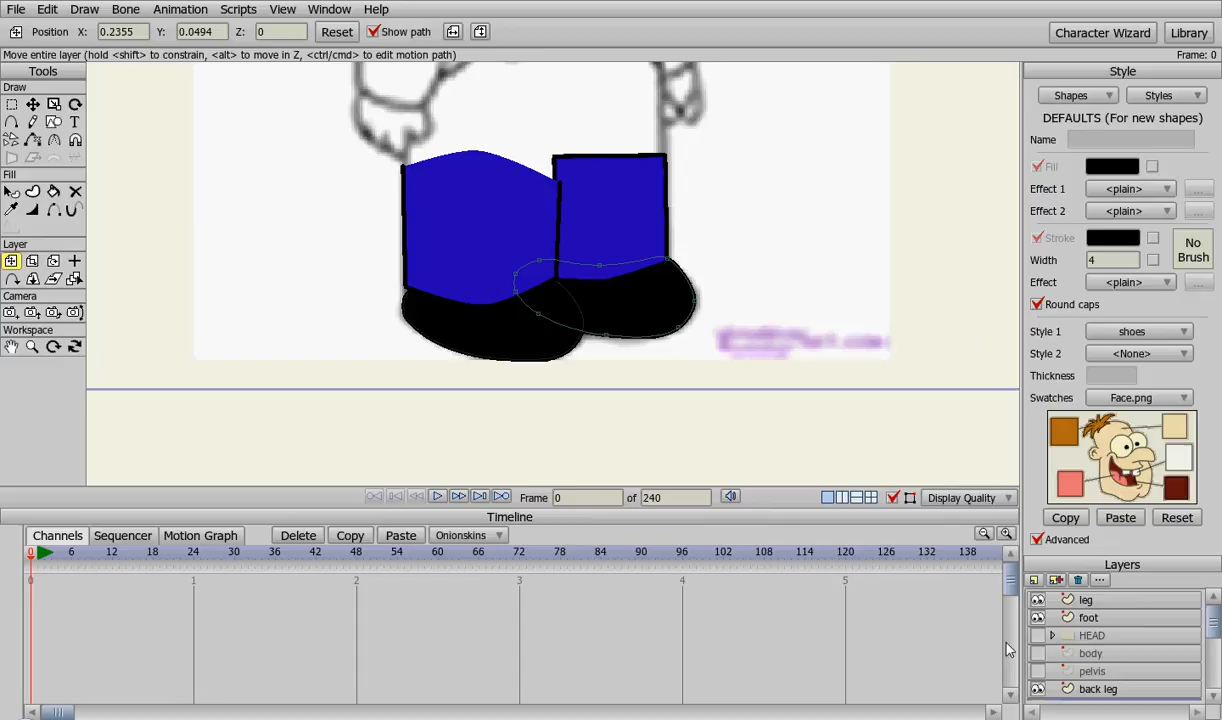 File Edit Draw Bone Animation Scripts View Window Help
Position X: 0.2355 Y: 0.0494 Z: 0 Reset Show path Character Wizard Library
Move entire layer (hold <shift> to constrain, <alt> to move in Z, <ctrl/cmd> to edit motion path) Frame: 0
Tools
Draw
T
Fill
Layer
Camera
Workspace
Style
Shapes Styles
DEFAULTS (For new shapes)
Name
Fill
Effect 1 <plain> ...
Effect 2 <plain> ...
Stroke
No Brush
Width 4
Effect <plain> ...
Round caps
Style 1 shoes
Style 2 <None>
Thickness
Swatches Face.png
Copy Paste Reset
Advanced
Frame 0 of 240 Display Quality
Timeline
Channels Sequencer Motion Graph Delete Copy Paste Onionskins
0 6 12 18 24 30 36 42 48 54 60 66 72 78 84 90 96 102 108 114 120 126 132 138
0 1 2 3 4 5
Layers
...
leg
foot
HEAD
body
pelvis
back leg